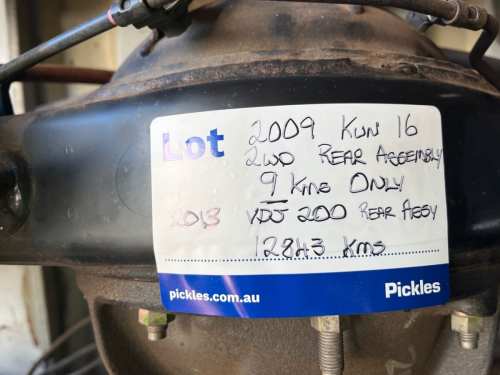 Lot 2009 KUN 16
2WD REAR ASSEMBLY
9 Kms ONLY
2013 VDJ 200 REAR ASSY
12843 Kms
pickles.com.au Pickles